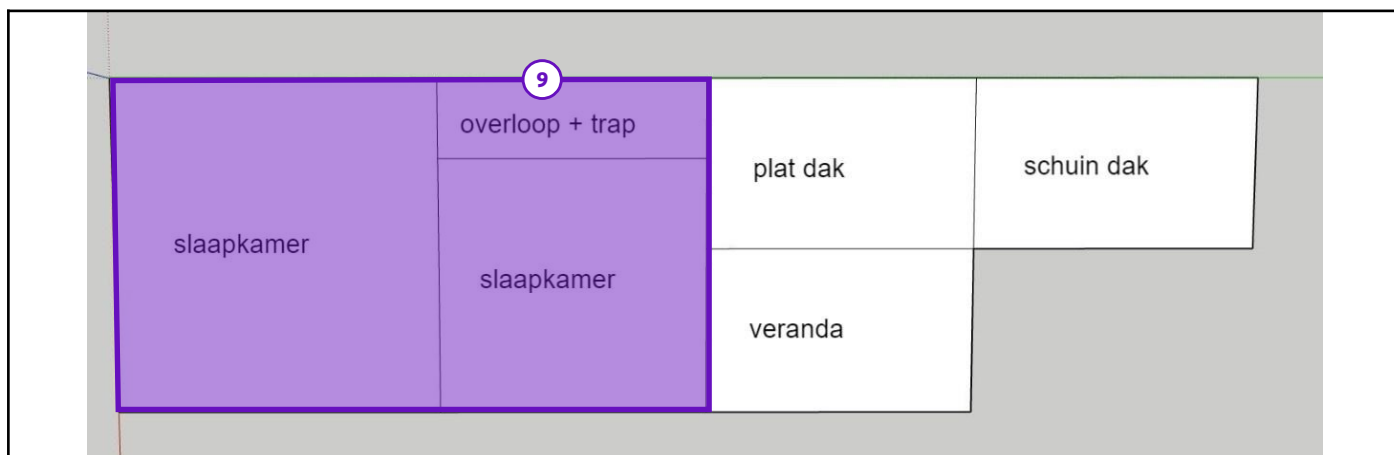 9
overloop + trap
plat dak
schuin dak
slaapkamer
slaapkamer
veranda